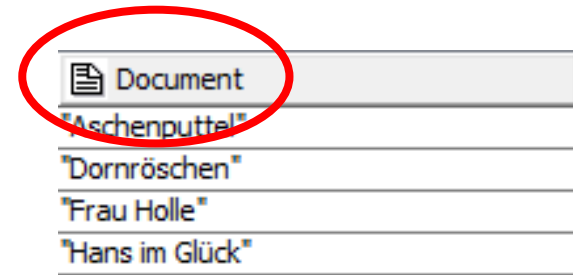 Document
"Aschenputtel"
"Dornröschen"
"Frau Holle"
"Hans im Glück"